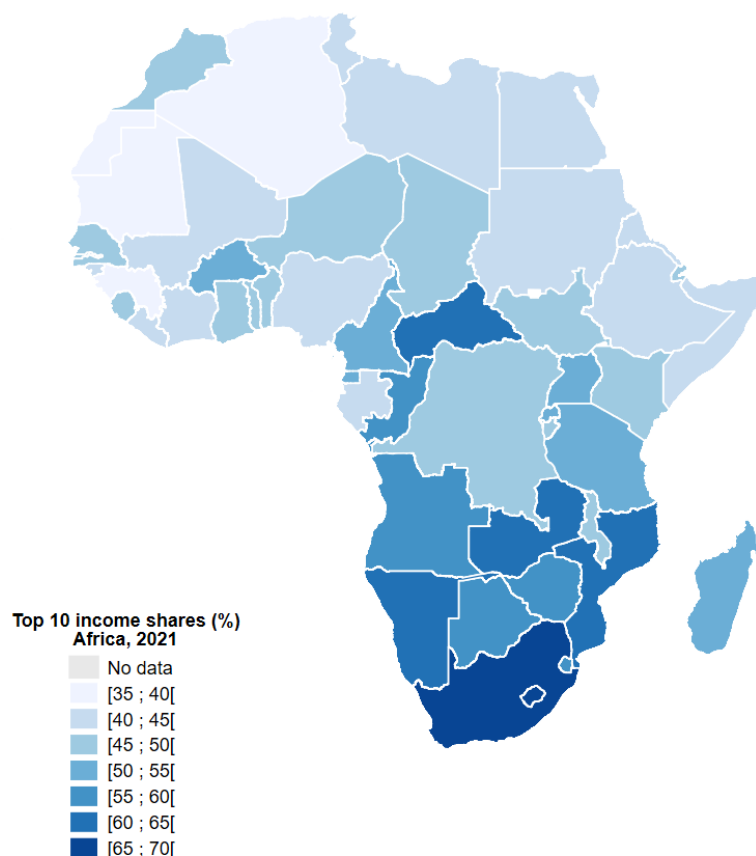 Top 10 income shares (%)
Africa, 2021
No data
[35 ; 40[
[40 ; 45[
[45 ; 50[
[50 ; 55[
[55 ; 60[
[60 ; 65[
[65 ; 70[